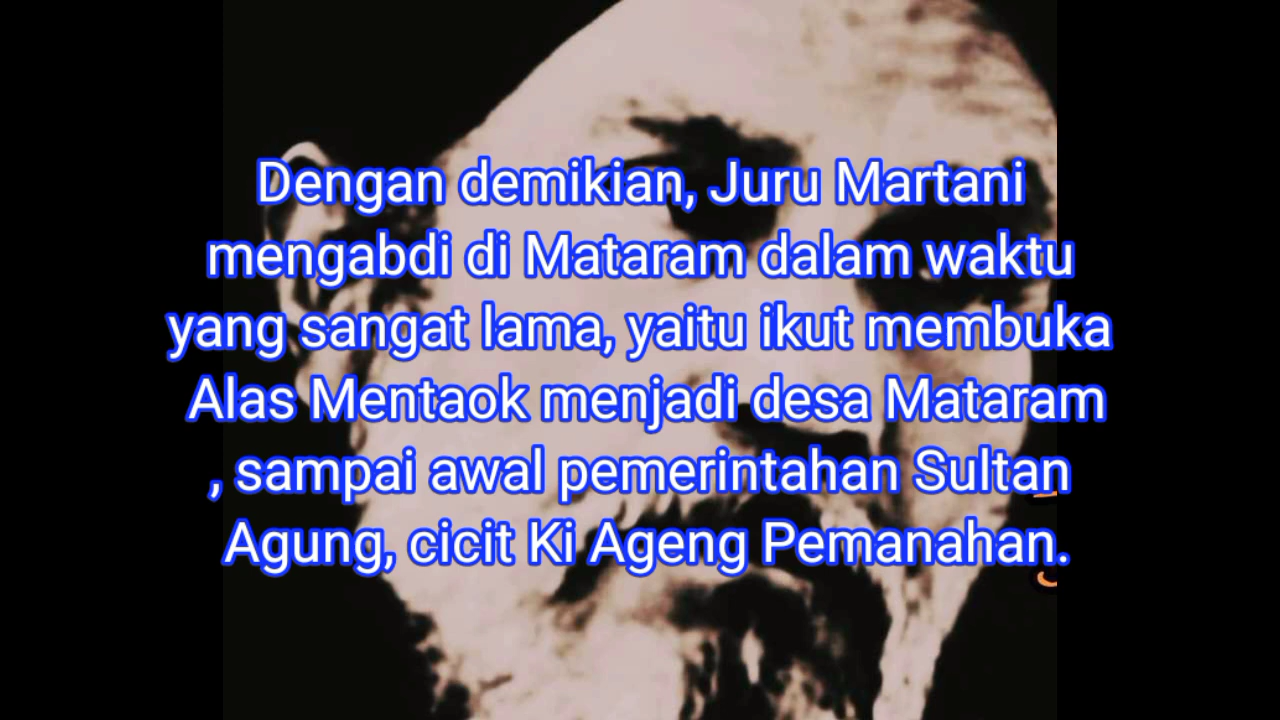 Dengan demikian, Juru Martani
mengabdi di Mataram dalam waktu
yang sangat lama, yaitu ikut membuka
Alas Mentaok menjadi desa Mataram
, sampai awal pemerintahan Sultan
Agung, cicit Ki Ageng Pemanahan.